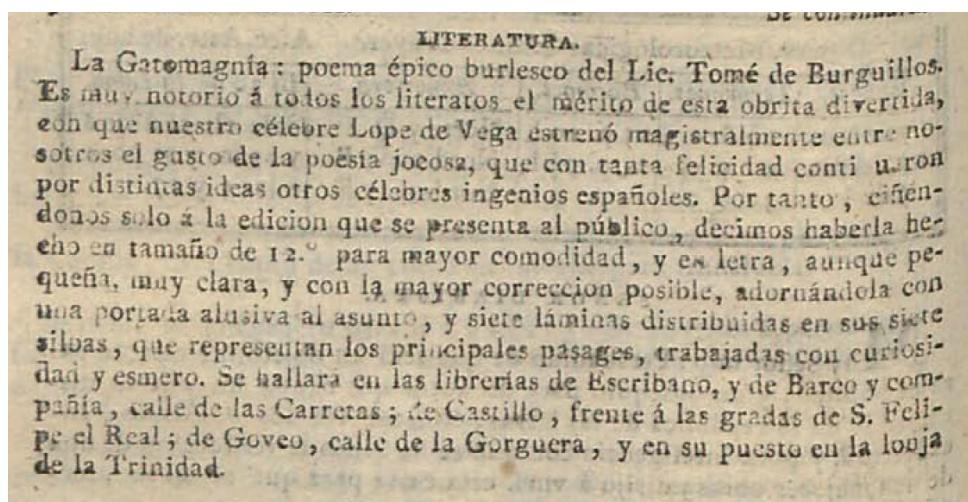 Se continuará
LITERATURA.
La Gatomagnía: poema épico burlesco del Lic. Tomé de Burguillos.
Es muy notorio á todos los literatos el mérito de esta obrita divertida,
con que nuestro célebre Lope de Vega estrenó magistralmente entre no-
sotros el gusto de la poesía jocosa, que con tanta felicidad conti uaron
por distintas ideas otros célebres ingenios españoles. Por tanto, ciñén-
donos solo á la edicion que se presenta al público, decimos haberla he-
cho en tamaño de 12.º para mayor comodidad, y en letra, aunque pe-
queña, muy clara, y con la mayor correccion posible, adornándola con
una portada alusiva al asunto, y siete láminas distribuidas en sus siete
silbas, que representan los principales pasages, trabajadas con curiosi-
dad y esmero. Se hallará en las librerías de Escribano, y de Barco y com-
pañía, calle de las Carretas; de Castillo, frente á las gradas de S. Feli-
pe el Real; de Goveo, calle de la Gorguera, y en su puesto en la lonja
de la Trinidad.